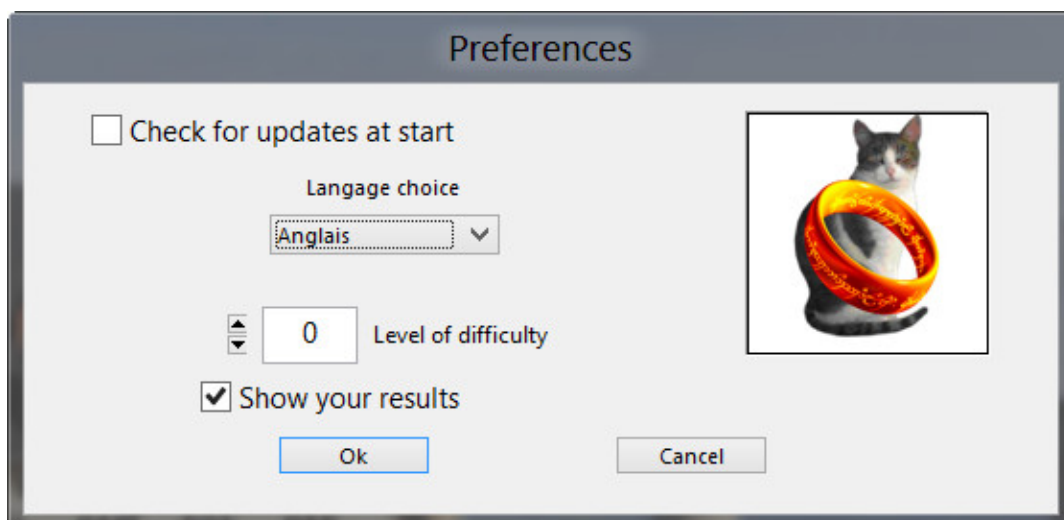 Preferences
Check for updates at start
Langage choice
Anglais
0 Level of difficulty
Show your results
Ok Cancel